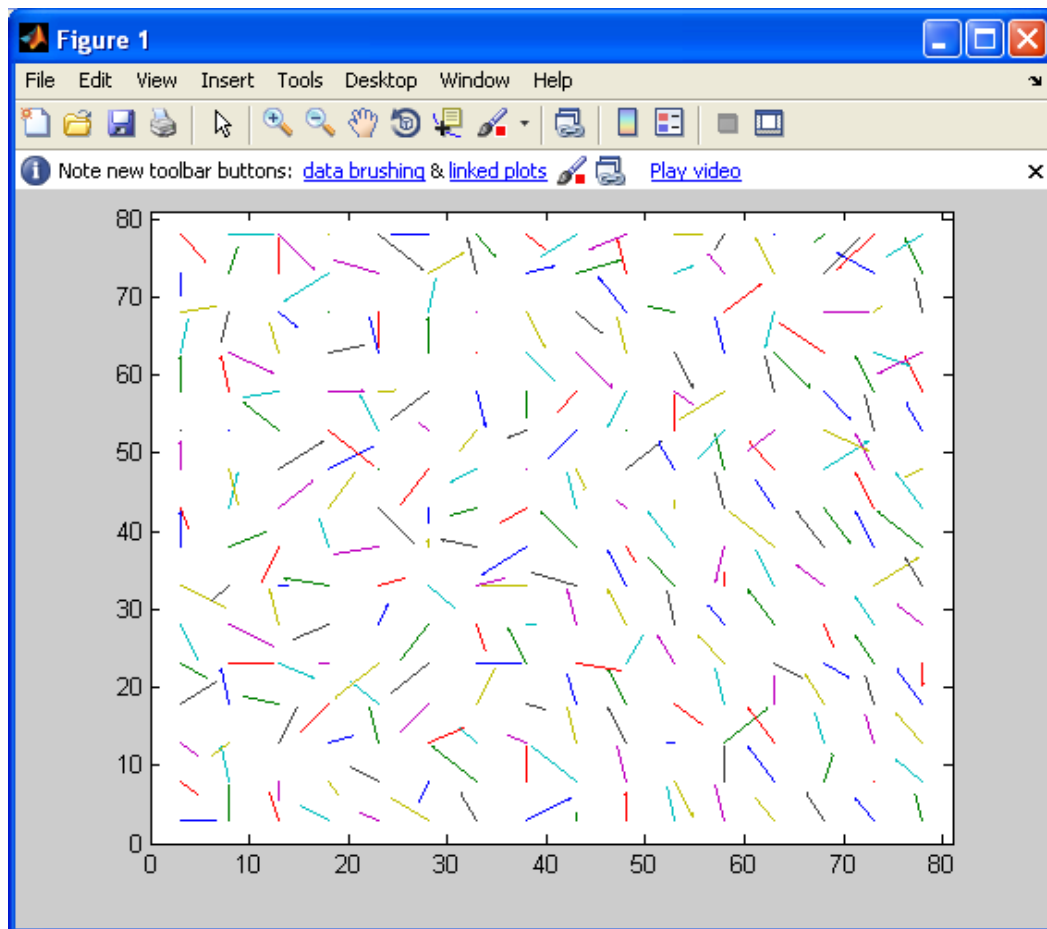 Figure 1
File Edit View Insert Tools Desktop Window Help
Note new toolbar buttons: data brushing & linked plots Play video
80
70
60
50
40
30
20
10
0
0 10 20 30 40 50 60 70 80